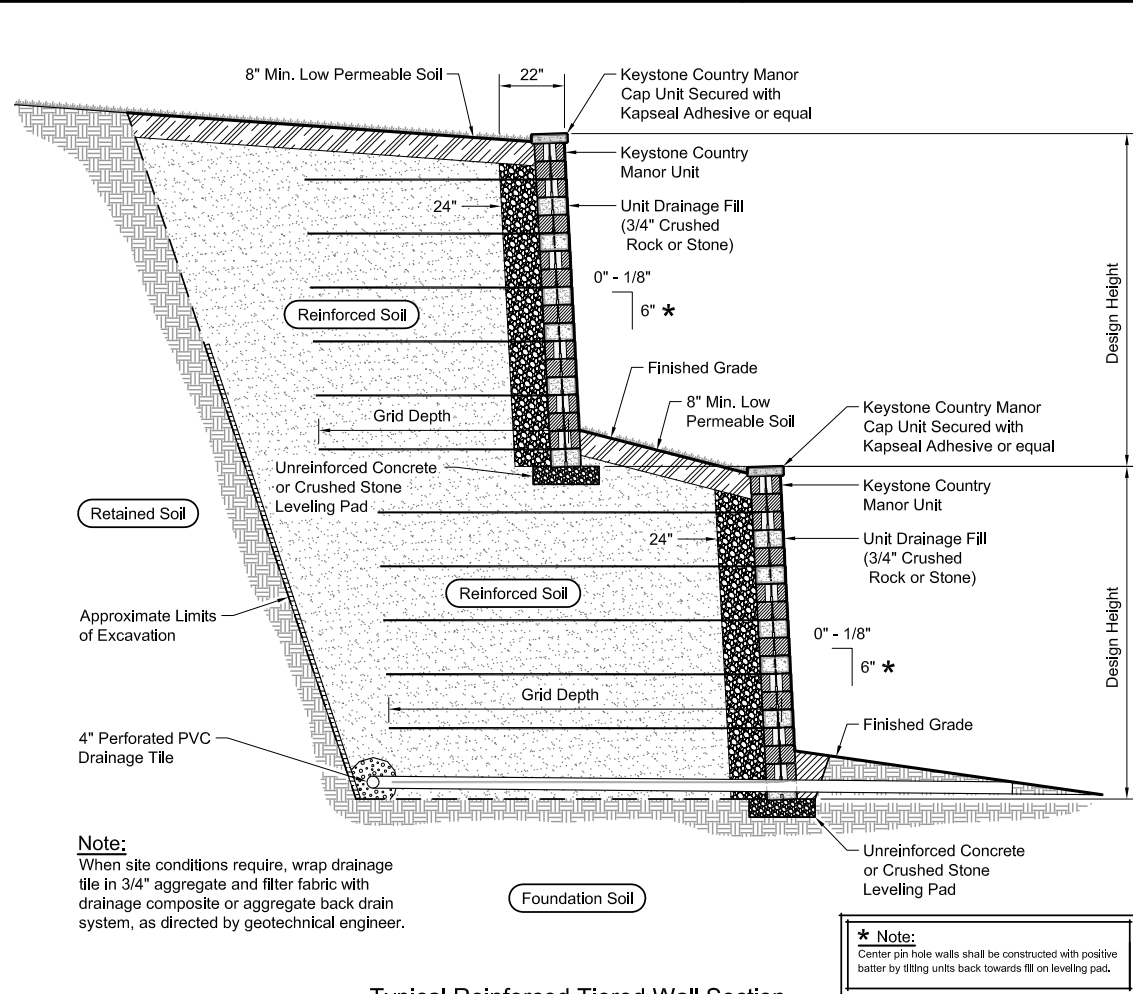 8" Min. Low Permeable Soil
22"
Keystone Country Manor
Cap Unit Secured with
Kapseal Adhesive or equal
Keystone Country
Manor Unit
24"
Unit Drainage Fill
(3/4" Crushed
Rock or Stone)
0" - 1/8"
6" *
Reinforced Soil
Design Height
Finished Grade
8" Min. Low
Permeable Soil
Grid Depth
Keystone Country Manor
Cap Unit Secured with
Kapseal Adhesive or equal
Unreinforced Concrete
or Crushed Stone
Leveling Pad
Keystone Country
Manor Unit
Retained Soil
24"
Unit Drainage Fill
(3/4" Crushed
Rock or Stone)
Reinforced Soil
Approximate Limits
of Excavation
0" - 1/8"
6" *
Design Height
Grid Depth
Finished Grade
4" Perforated PVC
Drainage Tile
Note:
When site conditions require, wrap drainage
tile in 3/4" aggregate and filter fabric with
drainage composite or aggregate back drain
system, as directed by geotechnical engineer.
Unreinforced Concrete
or Crushed Stone
Leveling Pad
Foundation Soil
* Note:
Center pin hole walls shall be constructed with positive
batter by tilting units back towards fill on leveling pad.
Typical Reinforced Tiered Wall Section